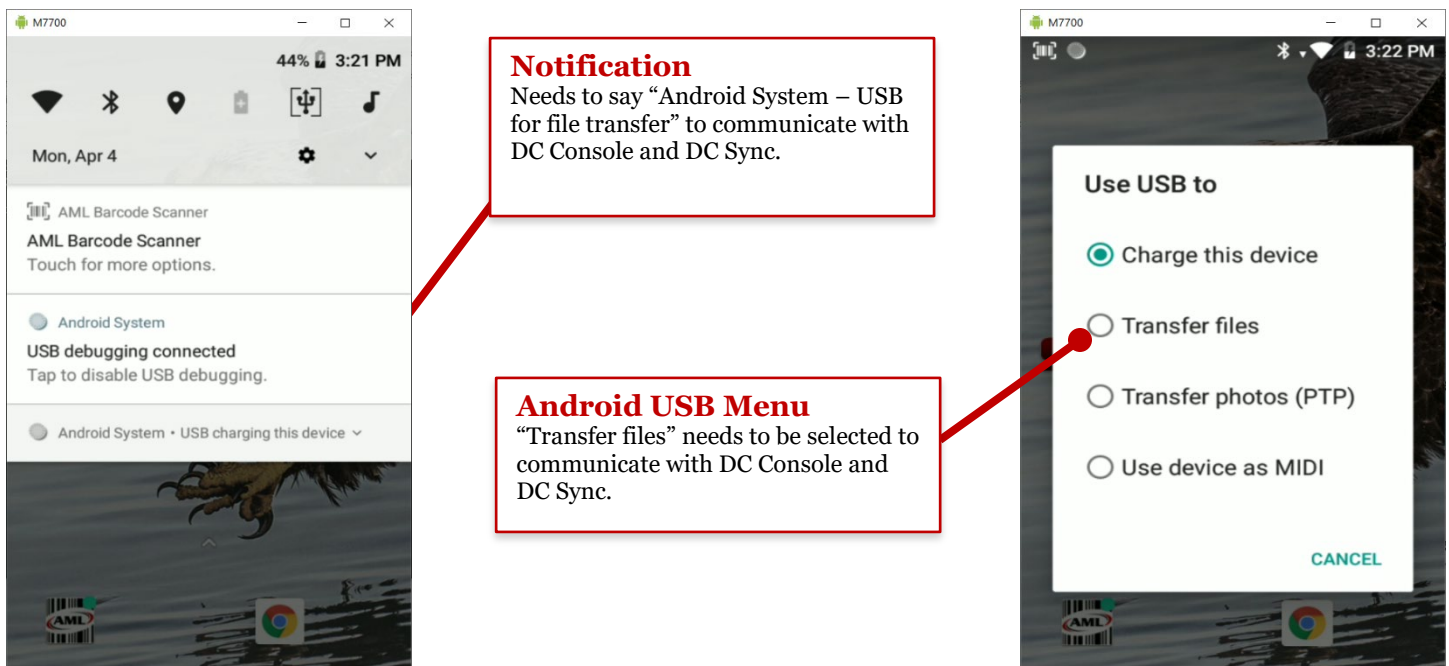 M7700
44% 3:21 PM
Mon, Apr 4
AML Barcode Scanner
AML Barcode Scanner
Touch for more options.
Android System
USB debugging connected
Tap to disable USB debugging.
Android System • USB charging this device
AML
Notification
Needs to say “Android System – USB
for file transfer” to communicate with
DC Console and DC Sync.
Android USB Menu
“Transfer files” needs to be selected to
communicate with DC Console and
DC Sync.
M7700
3:22 PM
Use USB to
Charge this device
Transfer files
Transfer photos (PTP)
Use device as MIDI
CANCEL
AML